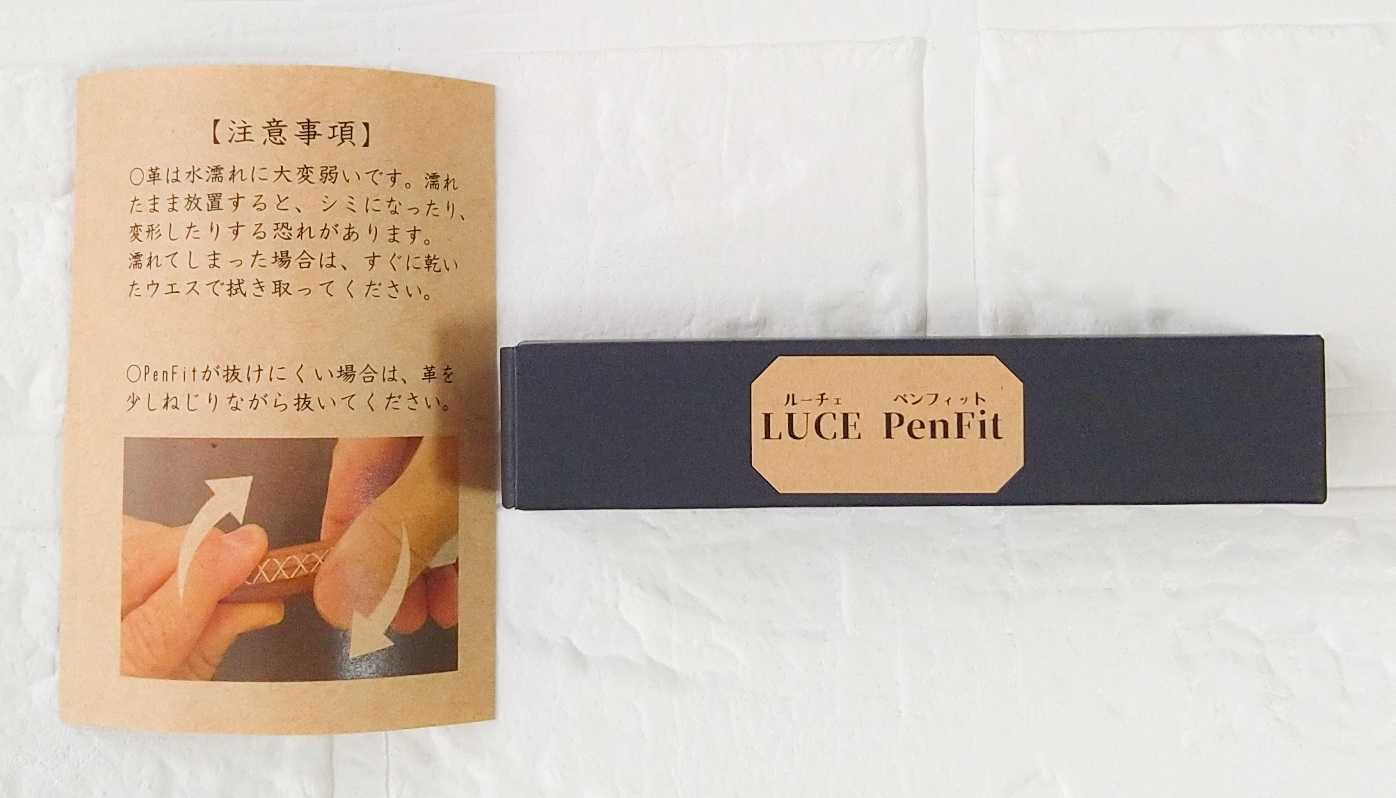 【注意事項】
○革は水濡れに大変弱いです。濡れ
たまま放置すると、シミになったり、
変形したりする恐れがあります。
濡れてしまった場合は、すぐに乾い
たウエスで拭き取ってください。
○PenFitが抜けにくい場合は、革を
少しねじりながら抜いてください。
ルーチェ ペンフィット
LUCE PenFit